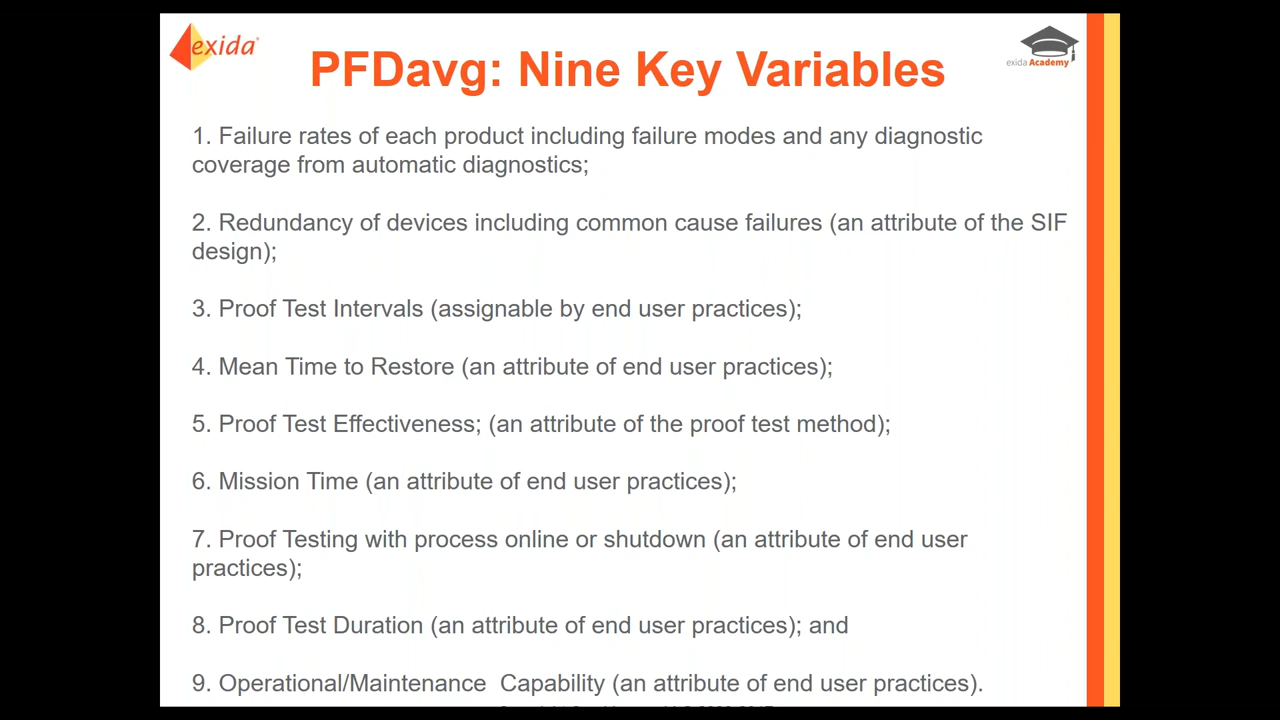 exida
PFDavg: Nine Key Variables
exida Academy
1. Failure rates of each product including failure modes and any diagnostic
coverage from automatic diagnostics;
2. Redundancy of devices including common cause failures (an attribute of the SIF
design);
3. Proof Test Intervals (assignable by end user practices);
4. Mean Time to Restore (an attribute of end user practices);
5. Proof Test Effectiveness; (an attribute of the proof test method);
6. Mission Time (an attribute of end user practices);
7. Proof Testing with process online or shutdown (an attribute of end user
practices);
8. Proof Test Duration (an attribute of end user practices); and
9. Operational/Maintenance  Capability (an attribute of end user practices).